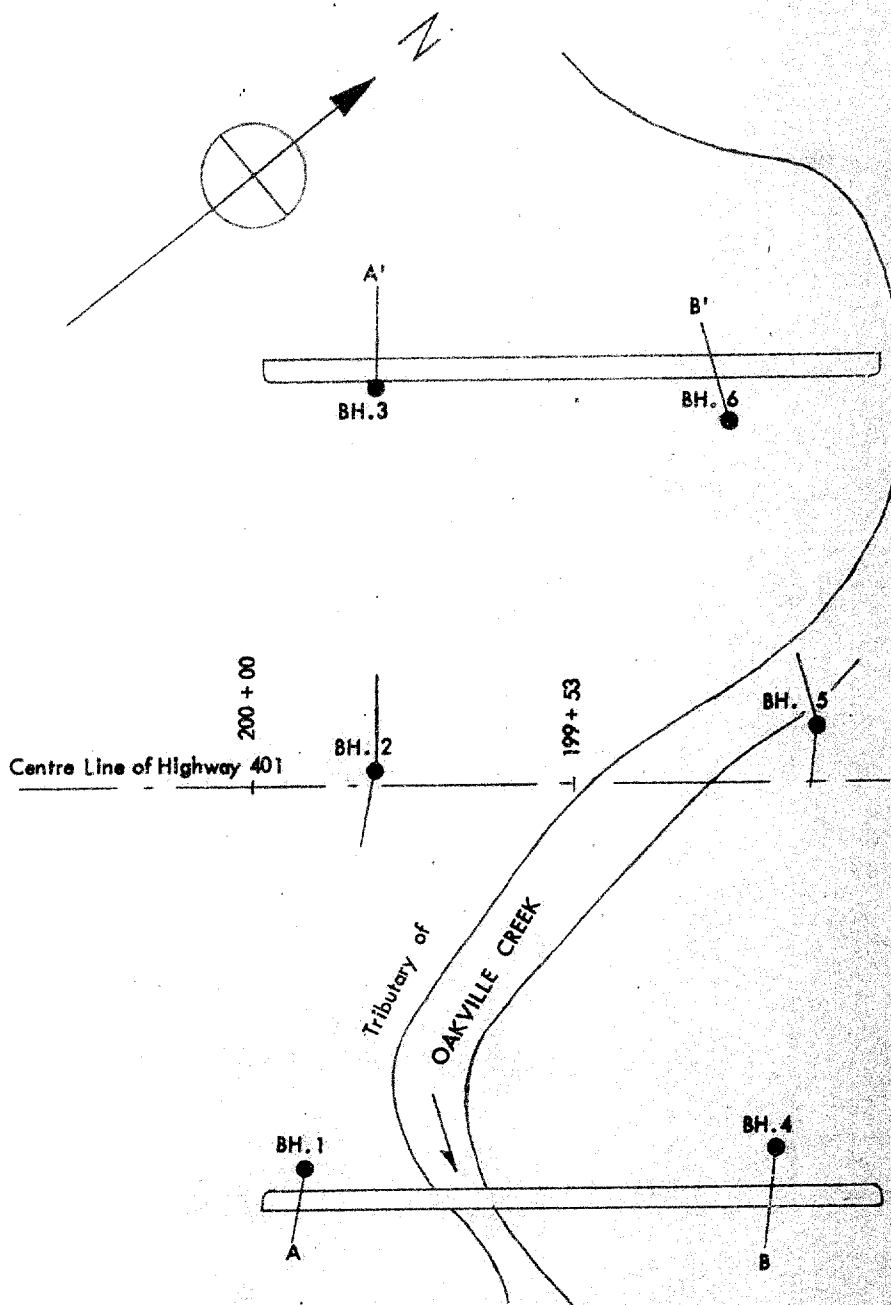 N
A'
B'
BH.3
BH. 6
200 + 00
199 + 53
BH. 5
BH. 2
Centre Line of Highway 401
Tributary of
OAKVILLE CREEK
BH.4
BH.1
A
B